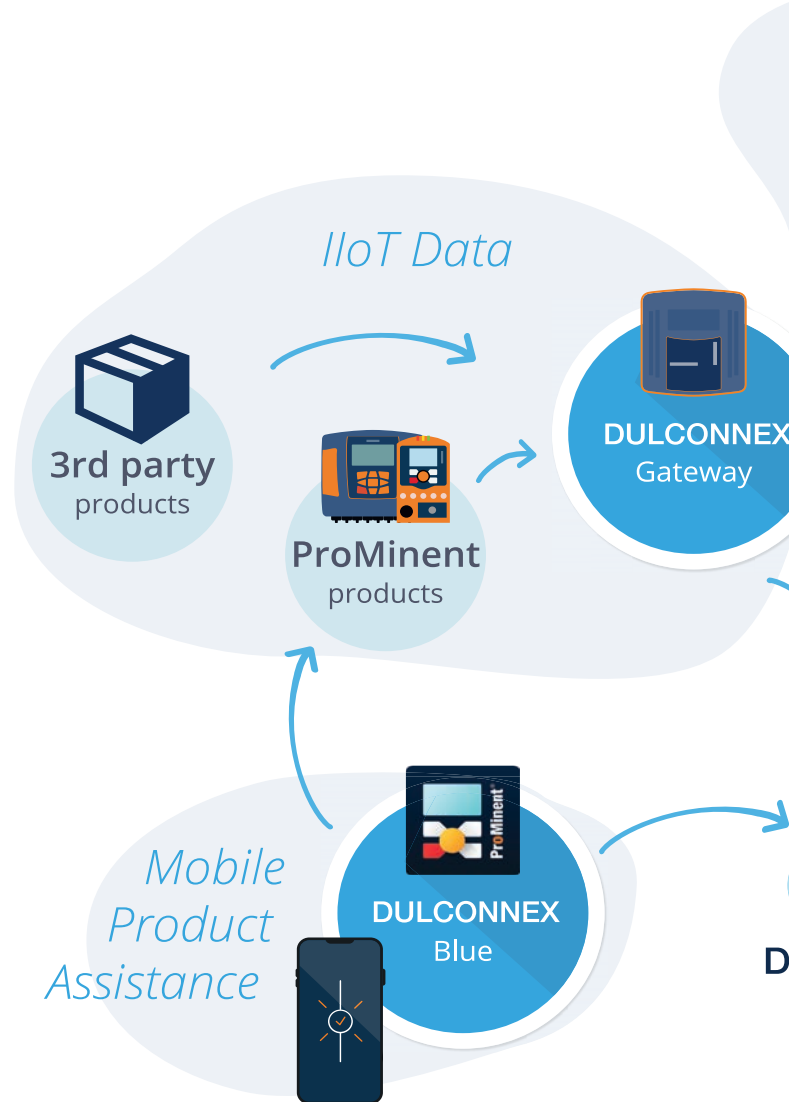 IIoT Data
3rd party
products
ProMinent
products
DULCONNEX
Gateway
ProMinent
Mobile
Product
Assistance
DULCONNEX
Blue
D